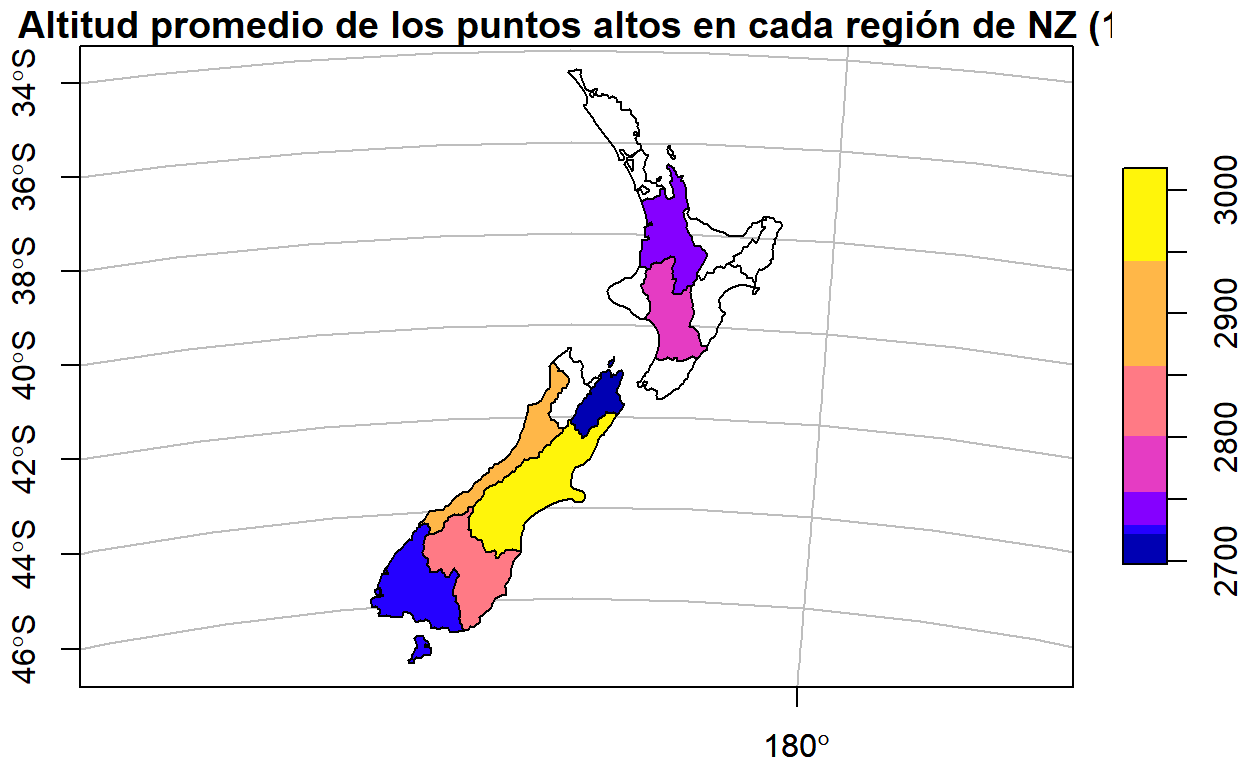 Altitud promedio de los puntos altos en cada región de NZ (1
34°S
36°S
38°S
40°S
42°S
44°S
46°S
180°
3000
2900
2800
2700